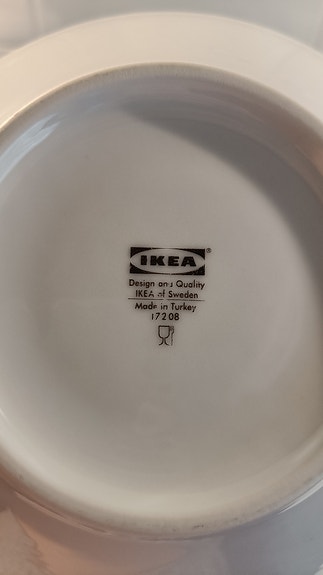 IKEA®
Design and Quality
IKEA of Sweden
Made in Turkey
17208